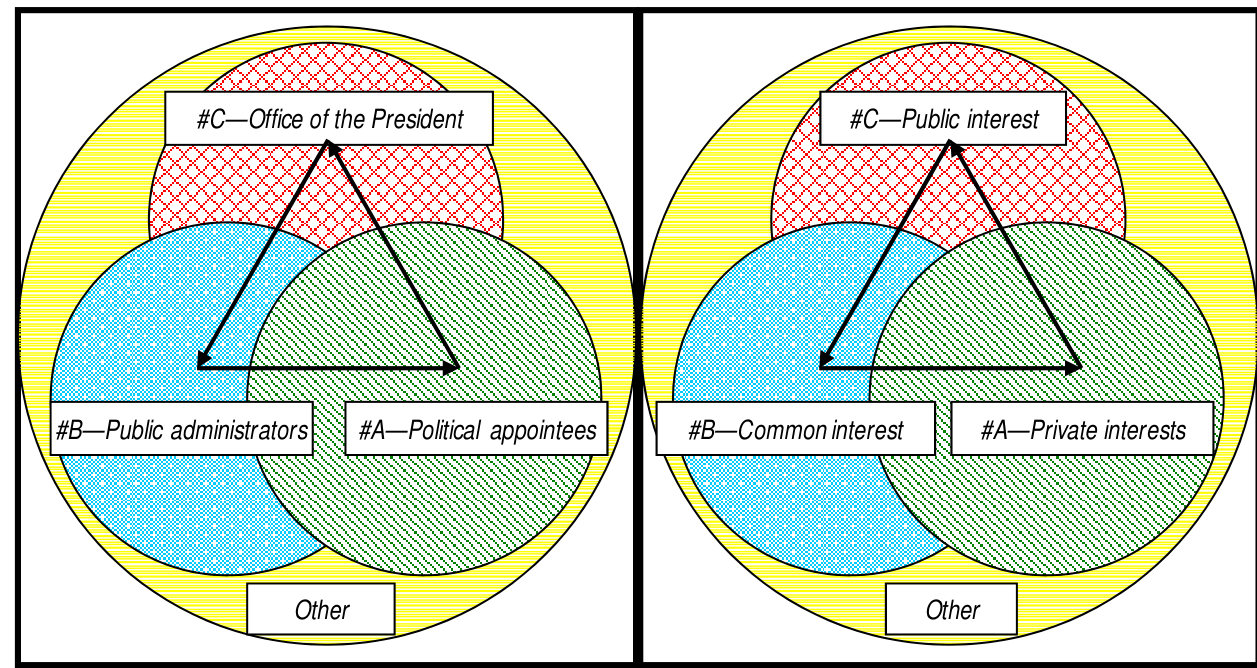 #C—Office of the President
#B—Public administrators
#A—Political appointees
Other
#C—Public interest
#B—Common interest
#A—Private interests
Other